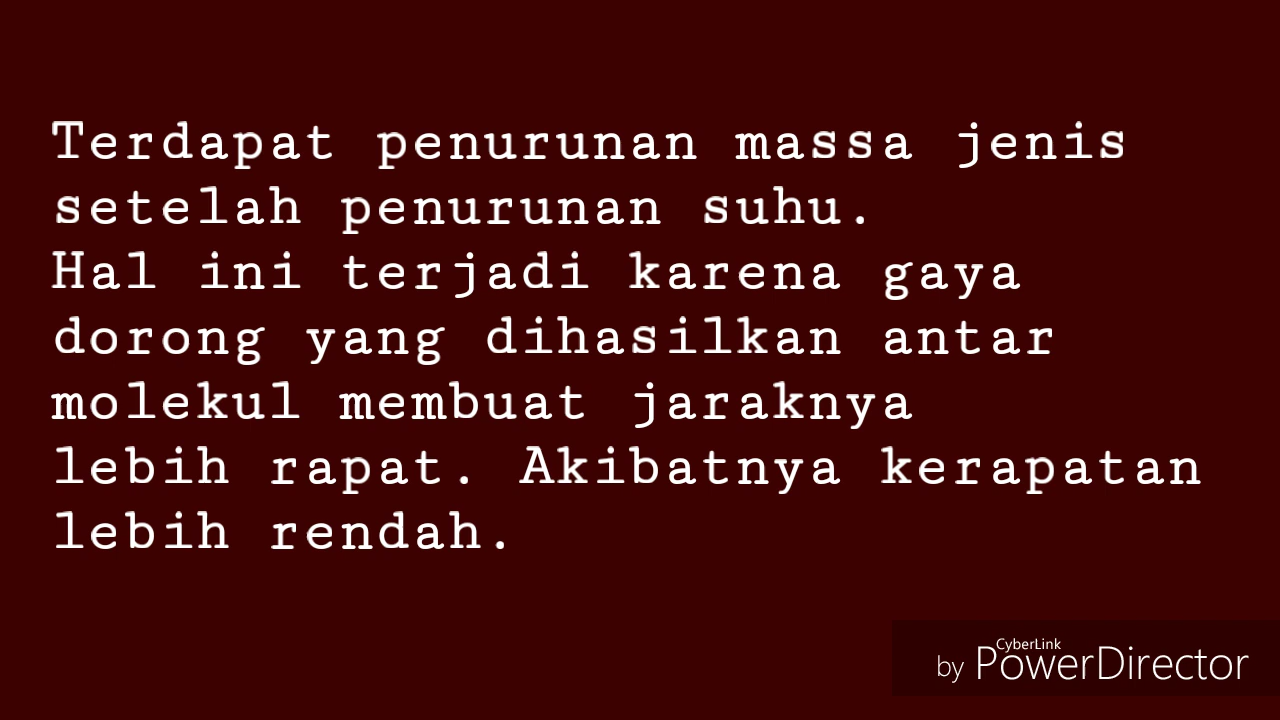 Terdapat penurunan massa jenis
setelah penurunan suhu.
Hal ini terjadi karena gaya
dorong yang dihasilkan antar
molekul membuat jaraknya
lebih rapat. Akibatnya kerapatan
lebih rendah.
CyberLink
by PowerDirector